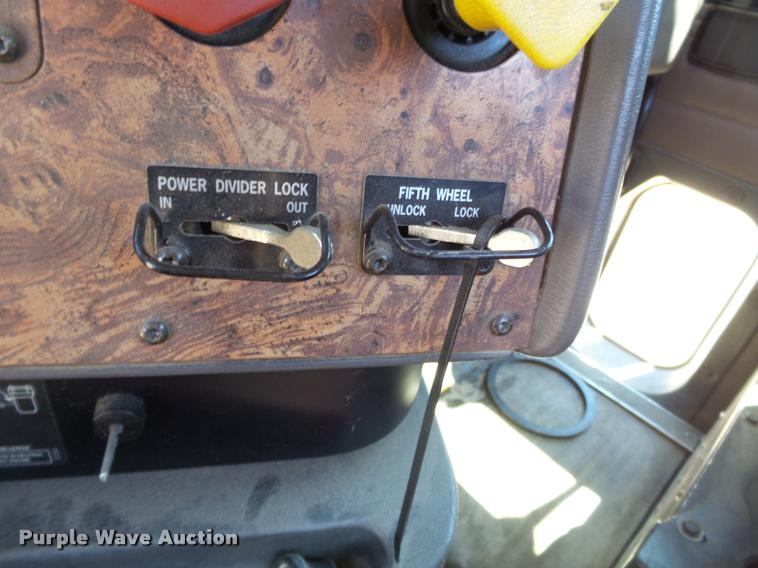 POWER DIVIDER LOCK
IN OUT
FIFTH WHEEL
UNLOCK LOCK
Purple Wave Auction